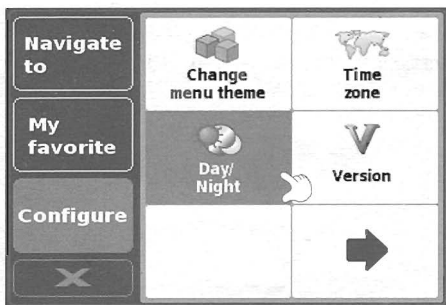 Navigate
to
My
favorite
Configure
Change
menu theme
Time
zone
Day/
Night
Version